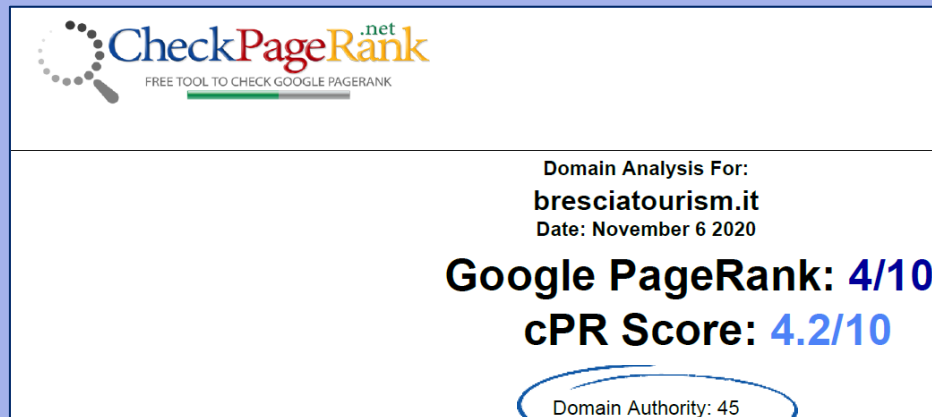 CheckPageRank.net
FREE TOOL TO CHECK GOOGLE PAGERANK
Domain Analysis For:
bresciatourism.it
Date: November 6 2020
Google PageRank: 4/10
cPR Score: 4.2/10
Domain Authority: 45